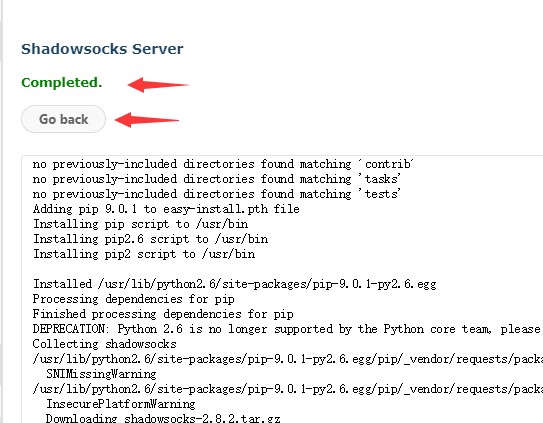 Shadowsocks Server
Completed.
Go back
no previously-included directories found matching 'contrib'
no previously-included directories found matching 'tasks'
no previously-included directories found matching 'tests'
Adding pip 9.0.1 to easy-install.pth file
Installing pip script to /usr/bin
Installing pip2.6 script to /usr/bin
Installing pip2 script to /usr/bin
Installed /usr/lib/python2.6/site-packages/pip-9.0.1-py2.6.egg
Processing dependencies for pip
Finished processing dependencies for pip
DEPRECATION: Python 2.6 is no longer supported by the Python core team, please
Collecting shadowsocks
/usr/lib/python2.6/site-packages/pip-9.0.1-py2.6.egg/pip/_vendor/requests/packa
SNIMissingWarning
/usr/lib/python2.6/site-packages/pip-9.0.1-py2.6.egg/pip/_vendor/requests/packa
InsecurePlatformWarning
Downloading shadowsocks-2.8.2.tar.gz